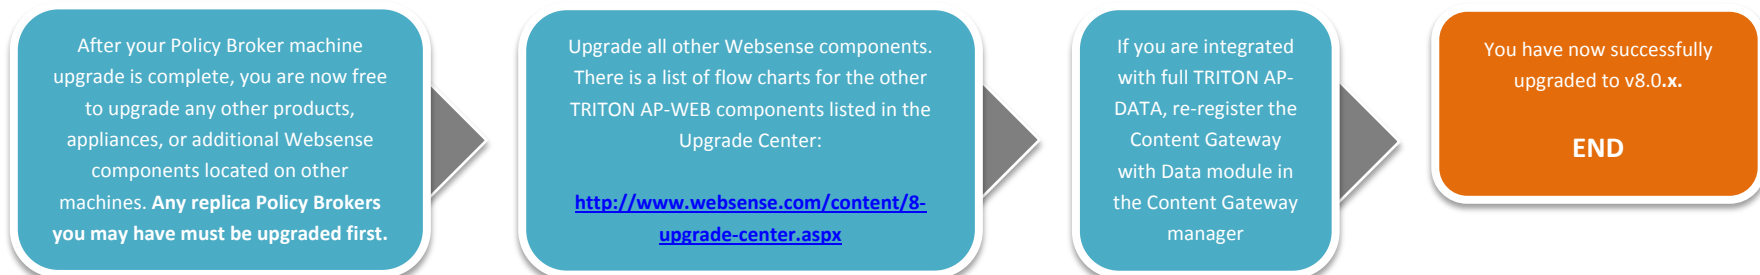 After your Policy Broker machine
upgrade is complete, you are now free
to upgrade any other products,
appliances, or additional Websense
components located on other
machines. Any replica Policy Brokers
you may have must be upgraded first.
Upgrade all other Websense components.
There is a list of flow charts for the other
TRITON AP-WEB components listed in the
Upgrade Center:
http://www.websense.com/content/8-
upgrade-center.aspx
If you are integrated
with full TRITON AP-
DATA, re-register the
Content Gateway
with Data module in
the Content Gateway
manager
You have now successfully
upgraded to v8.0.x.
END